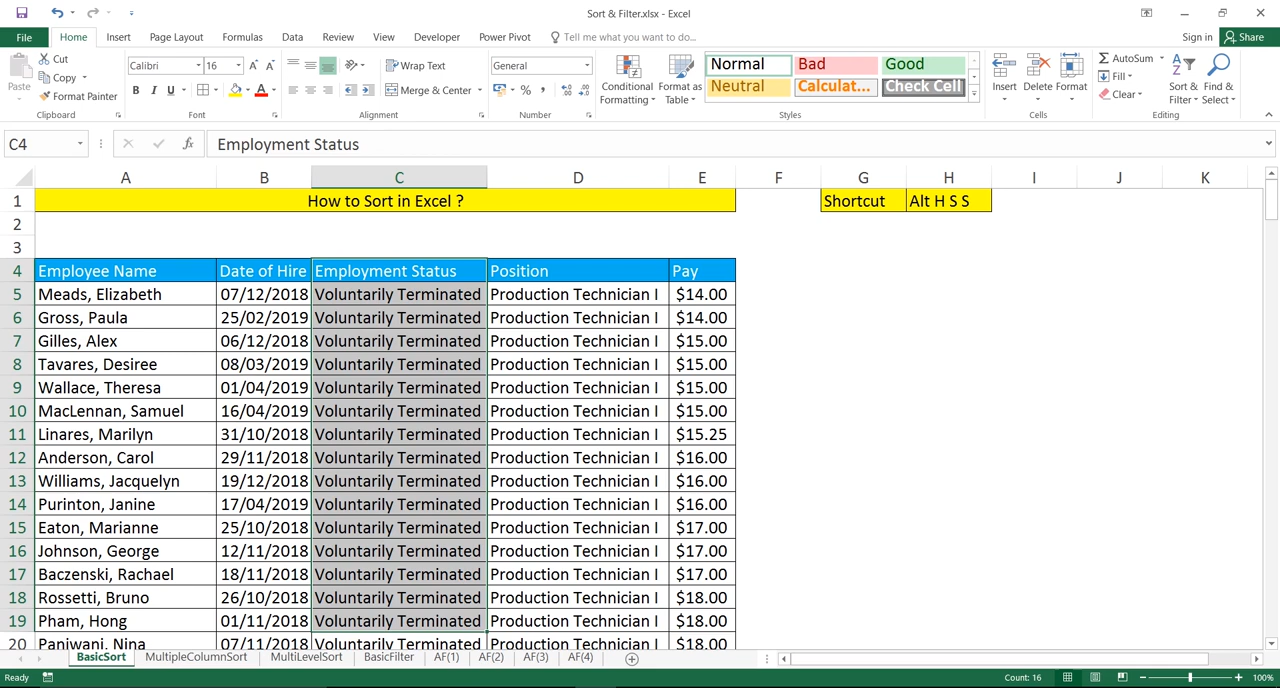 Sort & Filter.xlsx - Excel
File Home Insert Page Layout Formulas Data Review View Developer Power Pivot Tell me what you want to do... Sign in Share
Paste Cut Copy Format Painter Clipboard
Calibri 16 A A B I U A Font
Wrap Text Merge & Center Alignment
General % , Number
Conditional Formatting Format as Table Normal Bad Good Neutral Calculat... Check Cell Styles
Insert Delete Format Cells
AutoSum Fill Clear Sort & Filter Find & Select Editing
C4 fx Employment Status
A B C D E F G H I J K
1 How to Sort in Excel ? Shortcut Alt H S S
2
3
4 Employee Name Date of Hire Employment Status Position Pay
5 Meads, Elizabeth 07/12/2018 Voluntarily Terminated Production Technician I $14.00
6 Gross, Paula 25/02/2019 Voluntarily Terminated Production Technician I $14.00
7 Gilles, Alex 06/12/2018 Voluntarily Terminated Production Technician I $15.00
8 Tavares, Desiree 08/03/2019 Voluntarily Terminated Production Technician I $15.00
9 Wallace, Theresa 01/04/2019 Voluntarily Terminated Production Technician I $15.00
10 MacLennan, Samuel 16/04/2019 Voluntarily Terminated Production Technician I $15.00
11 Linares, Marilyn 31/10/2018 Voluntarily Terminated Production Technician I $15.25
12 Anderson, Carol 29/11/2018 Voluntarily Terminated Production Technician I $16.00
13 Williams, Jacquelyn 19/12/2018 Voluntarily Terminated Production Technician I $16.00
14 Purinton, Janine 17/04/2019 Voluntarily Terminated Production Technician I $16.00
15 Eaton, Marianne 25/10/2018 Voluntarily Terminated Production Technician I $17.00
16 Johnson, George 12/11/2018 Voluntarily Terminated Production Technician I $17.00
17 Baczenski, Rachael 18/11/2018 Voluntarily Terminated Production Technician I $17.00
18 Rossetti, Bruno 26/10/2018 Voluntarily Terminated Production Technician I $18.00
19 Pham, Hong 01/11/2018 Voluntarily Terminated Production Technician I $18.00
20 Panjwani, Nina 07/11/2018 Voluntarily Terminated Production Technician I $18.00
BasicSort MultipleColumnSort MultiLevelSort BasicFilter AF(1) AF(2) AF(3) AF(4)
Ready Count: 16 100%